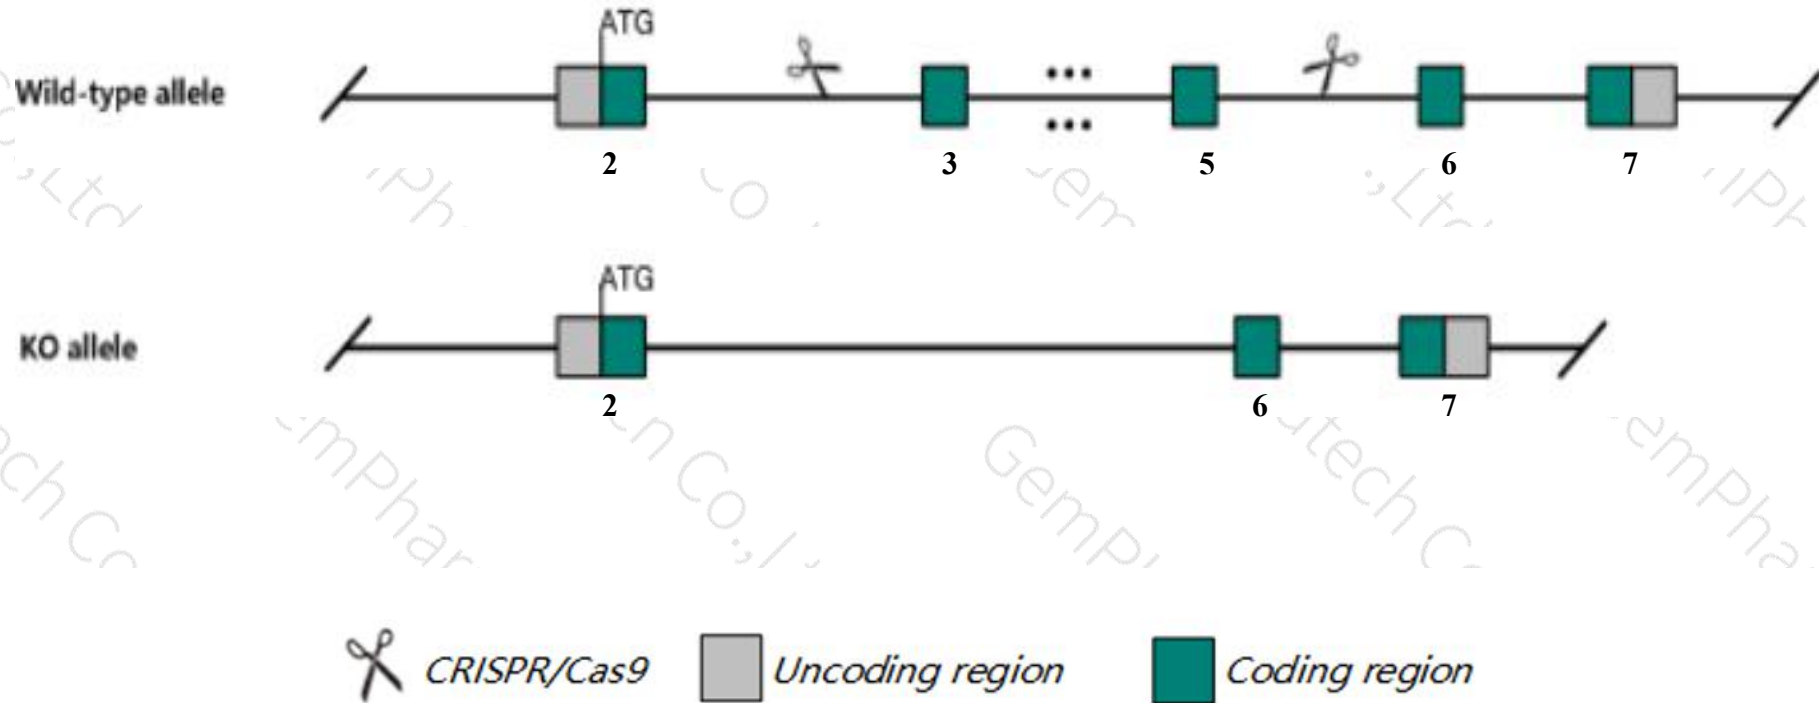 ATG
Wild-type allele
2 3 5 6 7
ATG
KO allele
2 6 7
CRISPR/Cas9 Uncoding region Coding region
GemPh